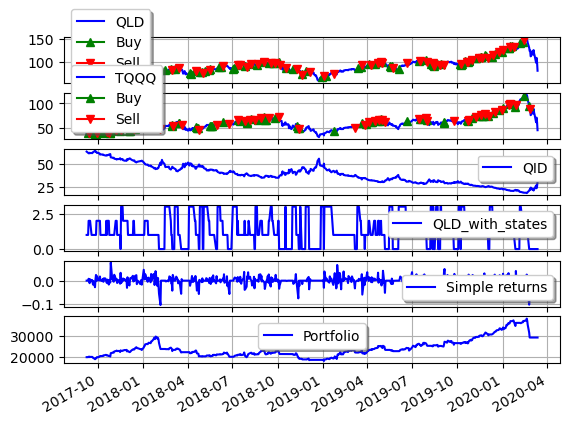 QLD
Buy
Sell
150
100
TQQQ
Buy
Sell
100
50
QID
50
25
QLD_with_states
2.5
0.0
Simple returns
0.0
−0.1
Portfolio
30000
20000
2017-10
2018-01
2018-04
2018-07
2018-10
2019-01
2019-04
2019-07
2019-10
2020-01
2020-04